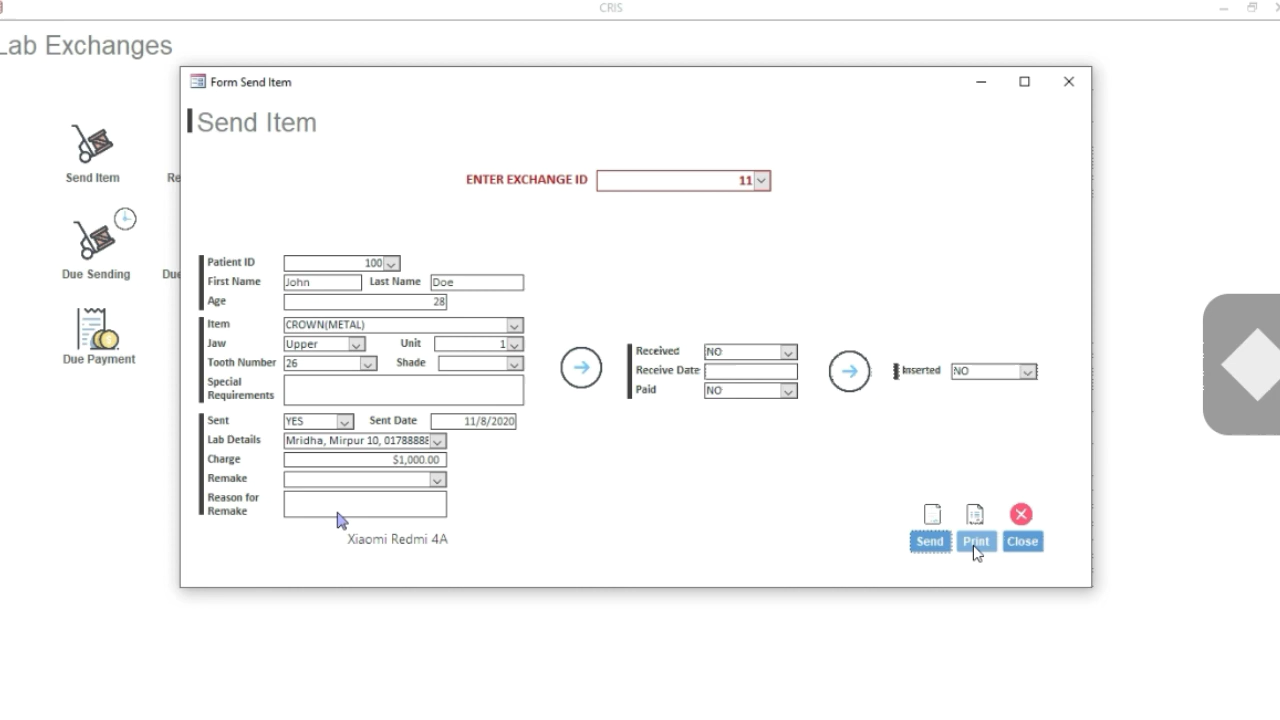 CRIS
Lab Exchanges
Form Send Item
Send Item
ENTER EXCHANGE ID 11
Send Item
Re
Due Sending
Due
Due Payment
Patient ID 100
First Name John Last Name Doe
Age 28
Item CROWN(METAL)
Jaw Upper Unit 1
Tooth Number 26 Shade
Special
Requirements
Sent YES Sent Date 11/8/2020
Lab Details Mridha, Mirpur 10, 01788888
Charge $1,000.00
Remake
Reason for
Remake
Xiaomi Redmi 4A
Received NO
Receive Date
Paid NO
Inserted NO
Send Print Close